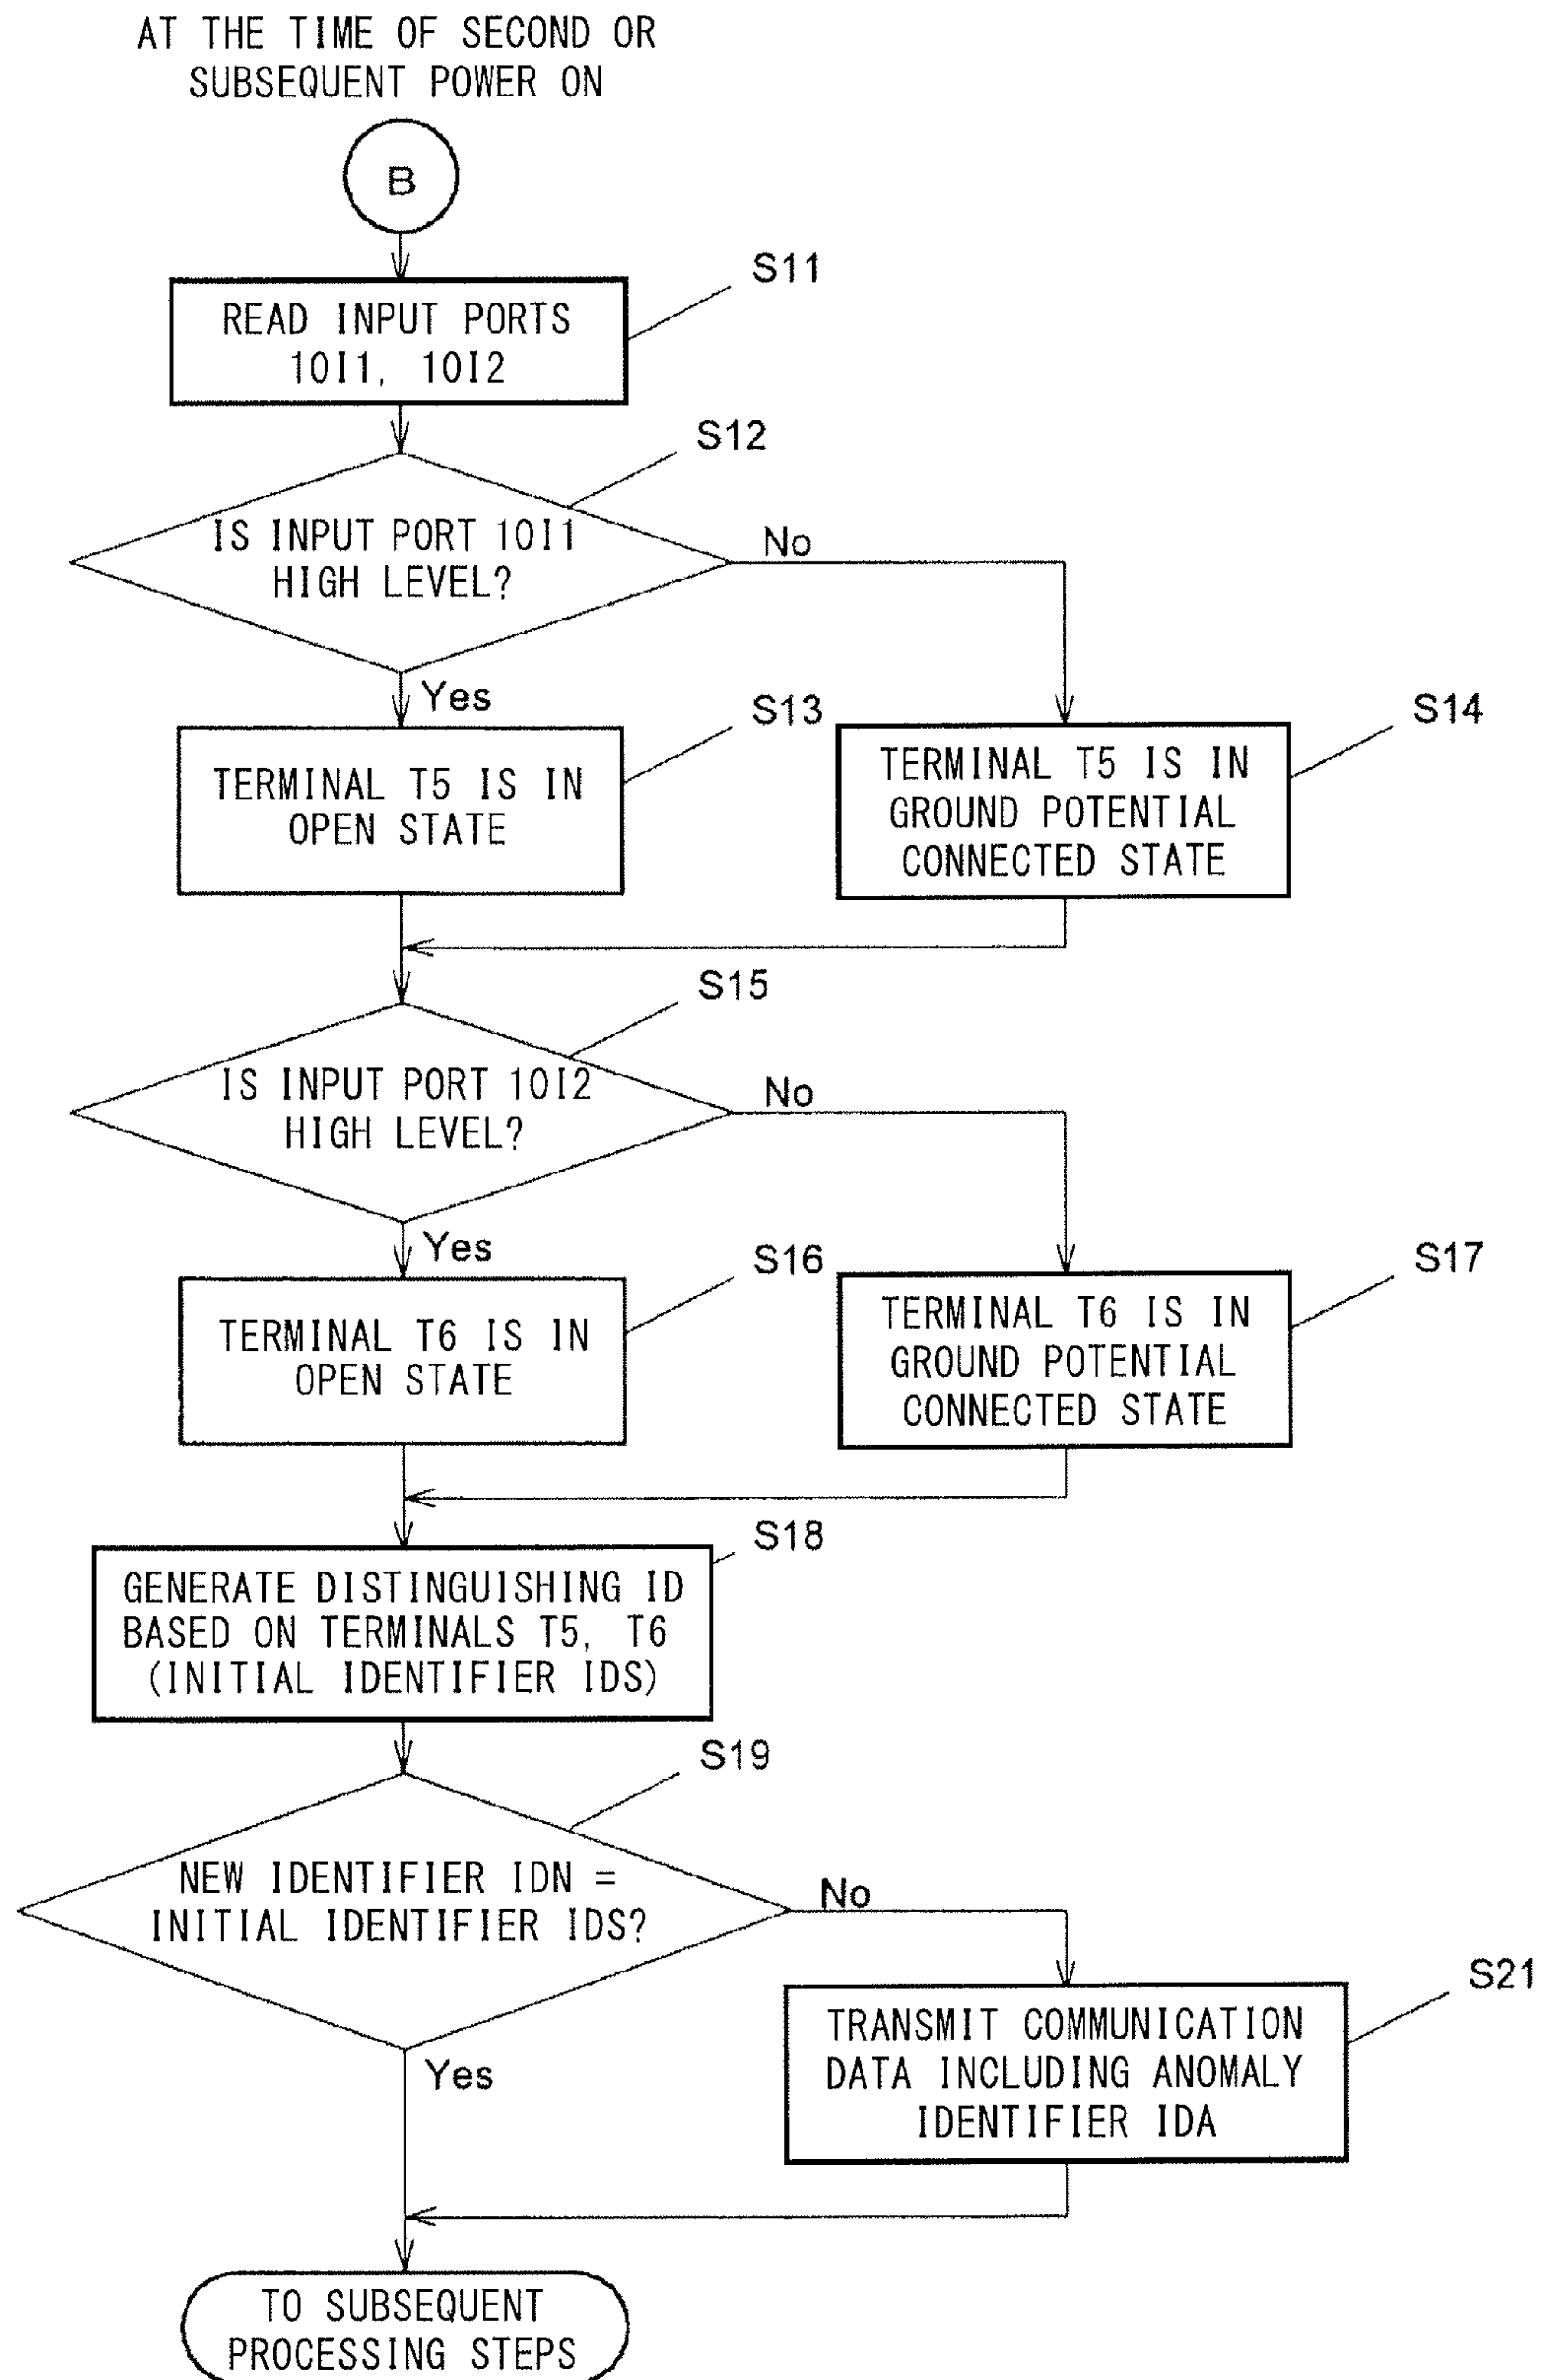 AT THE TIME OF SECOND OR
SUBSEQUENT POWER ON
B
S11
READ INPUT PORTS
10I1, 10I2
S12
IS INPUT PORT 10I1
HIGH LEVEL?
No
Yes
S13
TERMINAL T5 IS IN
OPEN STATE
S14
TERMINAL T5 IS IN
GROUND POTENTIAL
CONNECTED STATE
S15
IS INPUT PORT 10I2
HIGH LEVEL?
No
Yes
S16
TERMINAL T6 IS IN
OPEN STATE
S17
TERMINAL T6 IS IN
GROUND POTENTIAL
CONNECTED STATE
S18
GENERATE DISTINGUISHING ID
BASED ON TERMINALS T5, T6
(INITIAL IDENTIFIER IDS)
S19
NEW IDENTIFIER IDN =
INITIAL IDENTIFIER IDS?
No
Yes
S21
TRANSMIT COMMUNICATION
DATA INCLUDING ANOMALY
IDENTIFIER IDA
TO SUBSEQUENT
PROCESSING STEPS